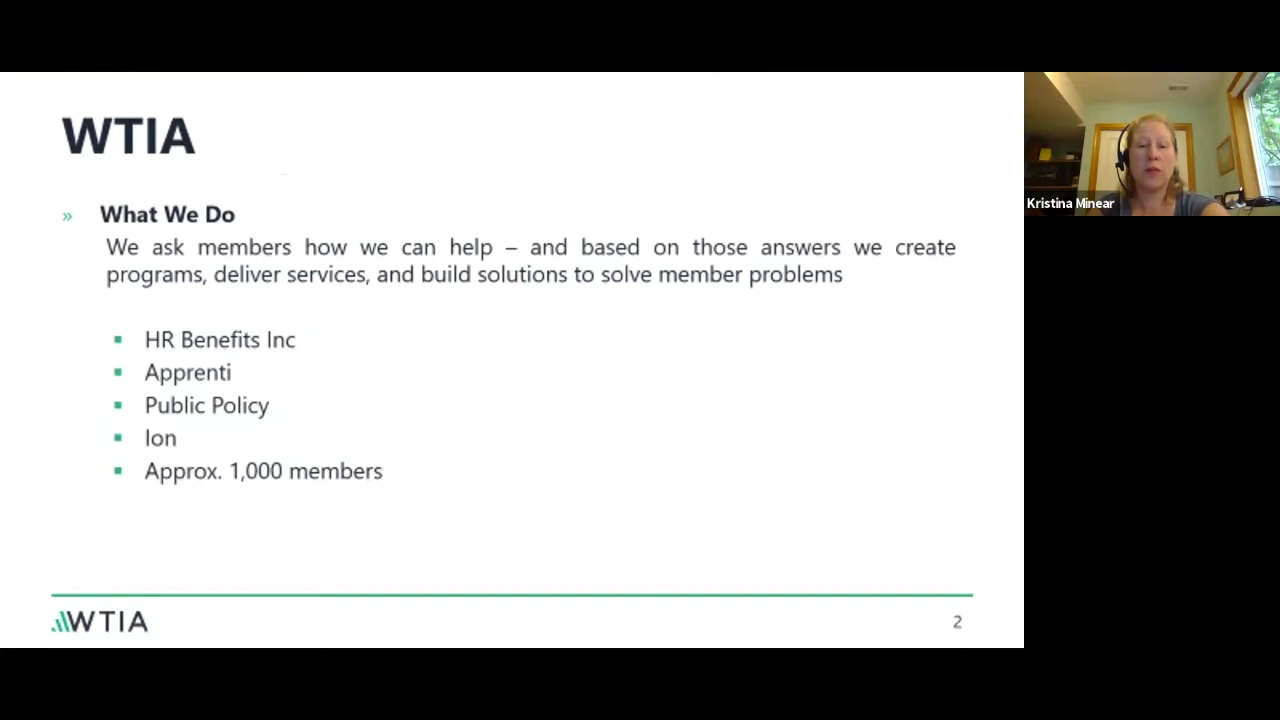 WTIA
» What We Do
We ask members how we can help – and based on those answers we create
programs, deliver services, and build solutions to solve member problems
▪ HR Benefits Inc
▪ Apprenti
▪ Public Policy
▪ Ion
▪ Approx. 1,000 members
WTIA
2
Kristina Minear